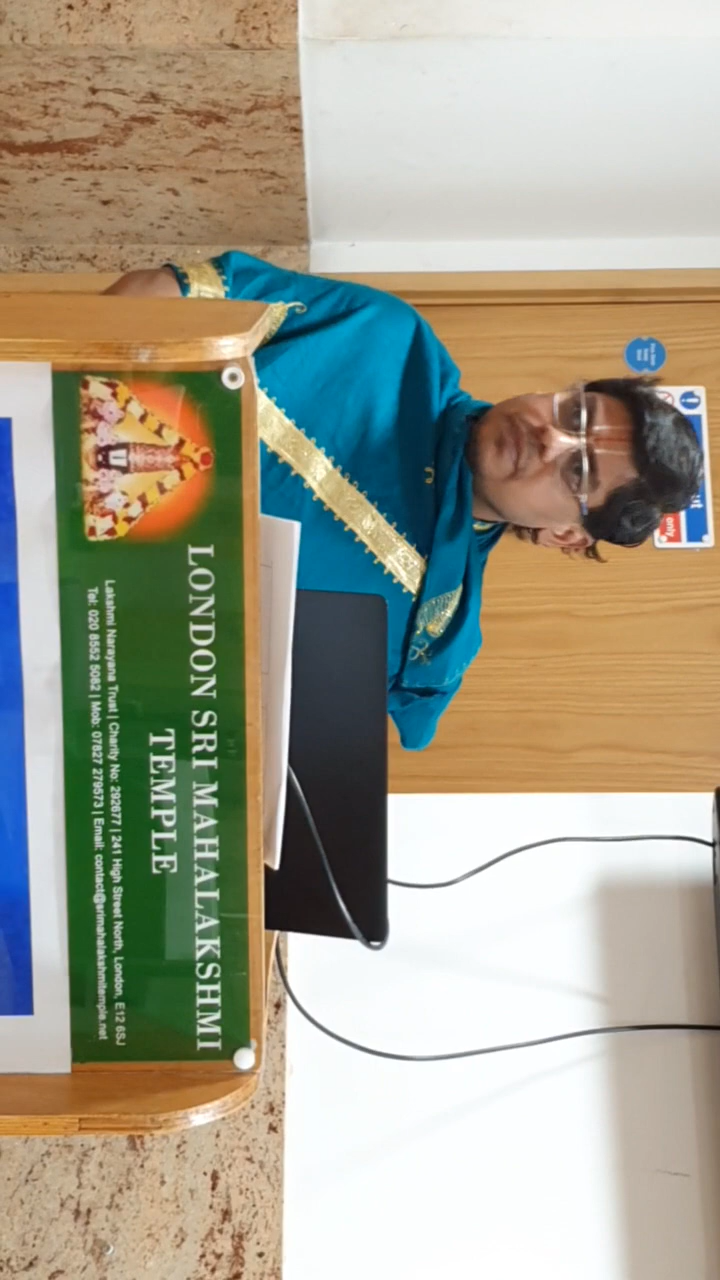 LONDON SRI MAHALAKSHMI
TEMPLE
Lakshmi Narayana Trust | Charity No: 292677 | 241 High Street North, London, E12 6SJ
Tel: 020 8552 5082 | Mob: 07827 279573 | Email: contact@srimahalakshmitemple.net
only